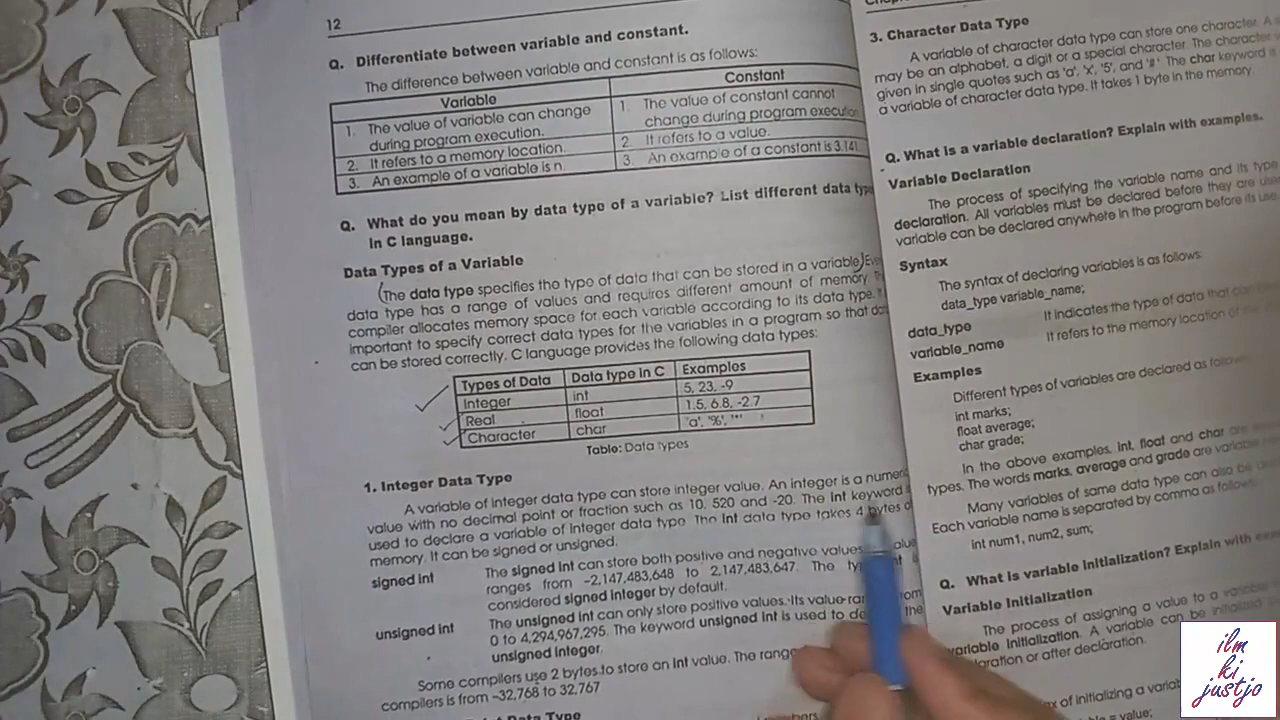 12
Q. Differentiate between variable and constant.
The difference between variable and constant is as follows:
Variable
Constant
1. The value of variable can change
during program execution.
1. The value of constant cannot
change during program execution
2. It refers to a memory location.
2. It refers to a value.
3. An example of a variable is n.
3. An example of a constant is 3.141.
Q. What do you mean by data type of a variable? List different data type
in C language.
Data Types of a Variable
(The data type specifies the type of data that can be stored in a variable)
data type has a range of values and requires different amount of memory.
compiler allocates memory space for each variable according to its data type.
important to specify correct data types for the variables in a program so that
can be stored correctly. C language provides the following data types:
Types of Data Data type in C Examples
Integer int 5, 23, -9
Real float 1.5, 6.8, -2.7
Character char 'a', '%', '*'
Table: Data types
1. Integer Data Type
A variable of integer data type can store integer value. An integer is a numeric
value with no decimal point or fraction such as 10, 520 and -20. The int keyword
used to declare a variable of integer data type. The int data type takes 4 bytes
memory. It can be signed or unsigned.
signed int The signed int can store both positive and negative values.
ranges from -2,147,483,648 to 2,147,483,647. The
considered signed integer by default.
unsigned int The unsigned int can only store positive values. Its value
0 to 4,294,967,295. The keyword unsigned int is used to the
unsigned integer.
Some compilers use 2 bytes to store an int value. The range
compilers is from -32,768 to 32,767
Data Type
3. Character Data Type
A variable of character data type can store one character. A
may be an alphabet, a digit or a special character. The character
given in single quotes such as 'a', 'x', '5', and '#'. The char keyword is
a variable of character data type. It takes 1 byte in the memory.
Q. What is a variable declaration? Explain with examples.
Variable Declaration
The process of specifying the variable name and its type
declaration. All variables must be declared before they are
variable can be declared anywhere in the program before its use.
Syntax
The syntax of declaring variables is as follows:
data_type variable_name;
data_type It indicates the type of data that
variable_name It refers to the memory location of
Examples
Different types of variables are declared as follows
int marks;
float average;
char grade;
In the above examples, int, float and char are
types. The words marks, average and grade are variable
Many variables of same data type can also be
Each variable name is separated by comma as follows
int num1, num2, sum;
Q. What is variable initialization? Explain with
Variable Initialization
The process of assigning a value to a variable
variable initialization. A variable can be initialized
or after declaration.
of initializing a variable
= value;
ilm
ki
justjo